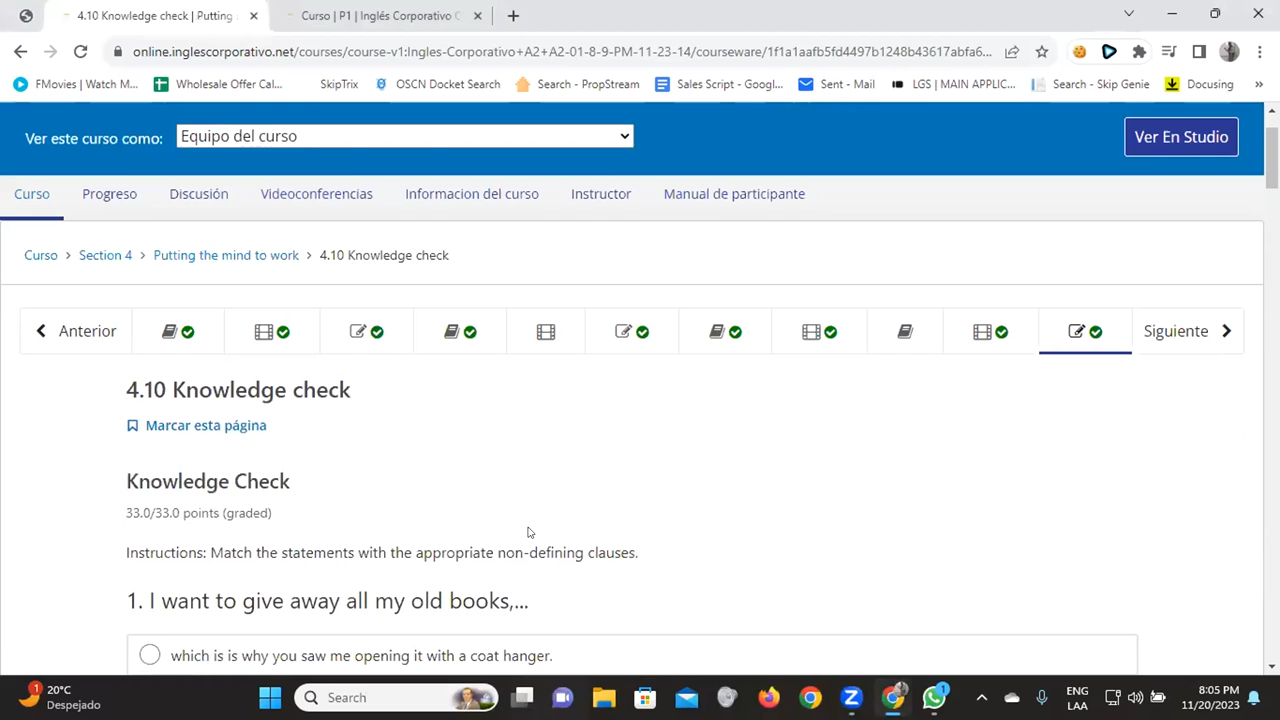 4.10 Knowledge check | Putting
Curso | P1 | Inglés Corporativo C
online.inglescorporativo.net/courses/course-v1:Ingles-Corporativo+A2+A2-01-8-9-PM-11-23-14/courseware/1f1a1aafb5fd4497b1248b43617abfa6...
FMovies | Watch M... Wholesale Offer Cal... SkipTrix OSCN Docket Search Search - PropStream Sales Script - Googl... Sent - Mail LGS | MAIN APPLIC... Search - Skip Genie Docusing »
Ver este curso como: Equipo del curso Ver En Studio
Curso Progreso Discusión Videoconferencias Informacion del curso Instructor Manual de participante
Curso > Section 4 > Putting the mind to work > 4.10 Knowledge check
Anterior Siguiente
4.10 Knowledge check
Marcar esta página
Knowledge Check
33.0/33.0 points (graded)
Instructions: Match the statements with the appropriate non-defining clauses.
1. I want to give away all my old books,...
which is is why you saw me opening it with a coat hanger.
1 20°C
Despejado
Search
1
ENG
LAA
8:05 PM
11/20/2023